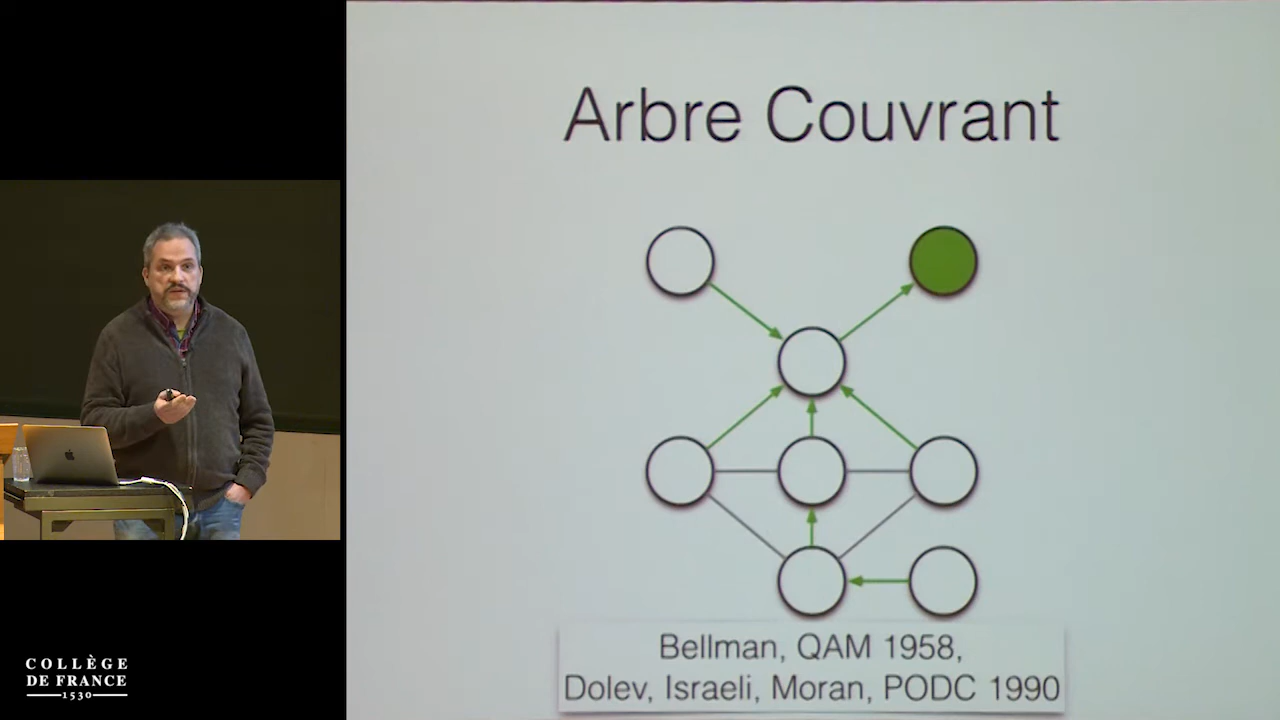 Arbre Couvrant
Bellman, QAM 1958,
Dolev, Israeli, Moran, PODC 1990
COLLÈGE
DE FRANCE
1530